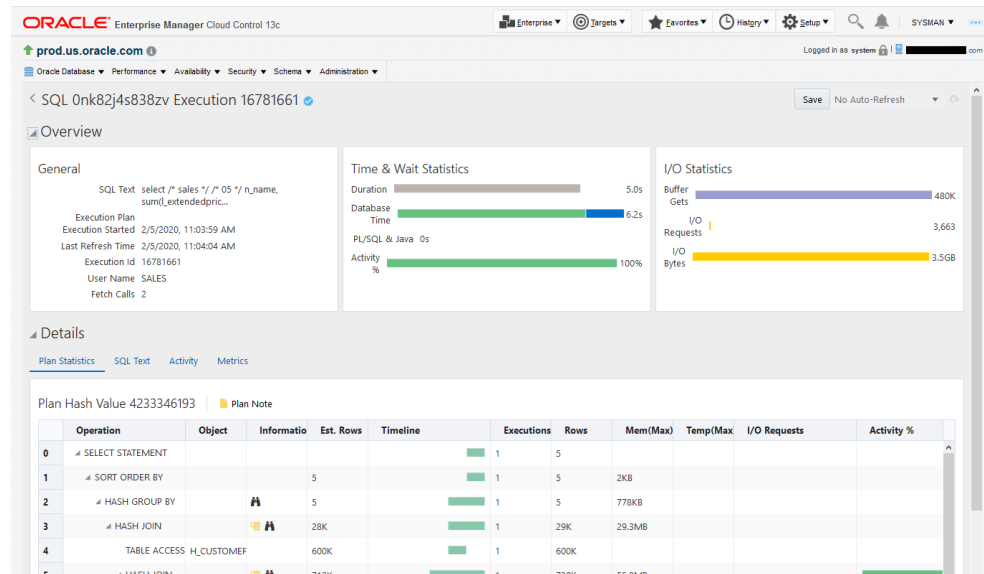 ORACLE® Enterprise Manager Cloud Control 13c
Enterprise Targets Favorites History Setup SYSMAN
prod.us.oracle.com
Logged in as system .com
Oracle Database Performance Availability Security Schema Administration
SQL 0nk82j4s838zv Execution 16781661
Save No Auto-Refresh
Overview
General
SQL Text select /* sales */ /* 05 */ n_name,
sum(l_extendedpric...
Execution Plan
Execution Started 2/5/2020, 11:03:59 AM
Last Refresh Time 2/5/2020, 11:04:04 AM
Execution Id 16781661
User Name SALES
Fetch Calls 2
Time & Wait Statistics
Duration 5.0s
Database
Time 6.2s
PL/SQL & Java 0s
Activity
% 100%
I/O Statistics
Buffer
Gets 480K
I/O
Requests 3,663
I/O
Bytes 3.5GB
Details
Plan Statistics SQL Text Activity Metrics
Plan Hash Value 4233346193 Plan Note
Operation Object Informatio Est. Rows Timeline Executions Rows Mem(Max) Temp(Max I/O Requests Activity %
0 SELECT STATEMENT 1 5
1 SORT ORDER BY 5 1 5 2KB
2 HASH GROUP BY 5 1 5 778KB
3 HASH JOIN 28K 1 29K 29.3MB
4 TABLE ACCESS H_CUSTOMER 600K 1 600K